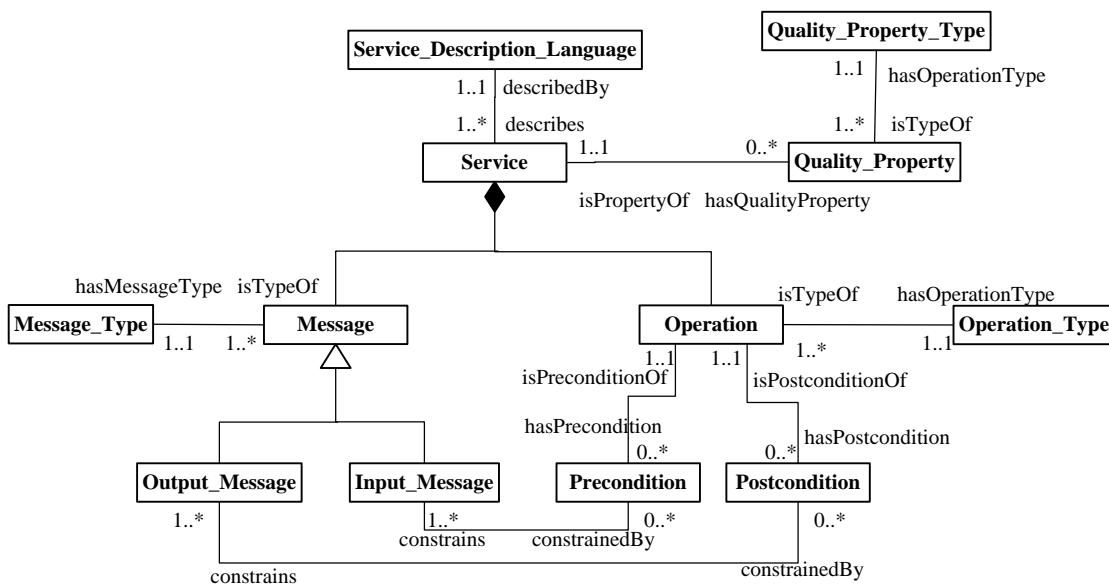 Service_Description_Language
Quality_Property_Type
1..1
describedBy
1..1
hasOperationType
1..*
describes
1..*
isTypeOf
Service
1..1
0..*
Quality_Property
isPropertyOf
hasQualityProperty
hasMessageType
isTypeOf
isTypeOf
hasOperationType
Message_Type
Message
Operation
Operation_Type
1..1
1..*
1..1
1..1
1..*
1..1
isPreconditionOf
isPostconditionOf
hasPrecondition
hasPostcondition
0..*
0..*
Output_Message
Input_Message
Precondition
Postcondition
1..*
1..*
0..*
0..*
constrains
constrainedBy
constrains
constrainedBy